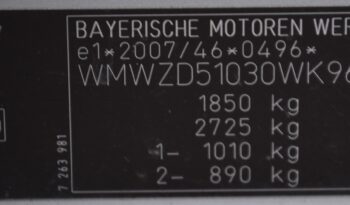 BAYERISCHE MOTOREN WER
e1*2007/46*0496*
WMWZD51030WK96
1850 kg
2725 kg
1- 1010 kg
2- 890 kg
7 263 981